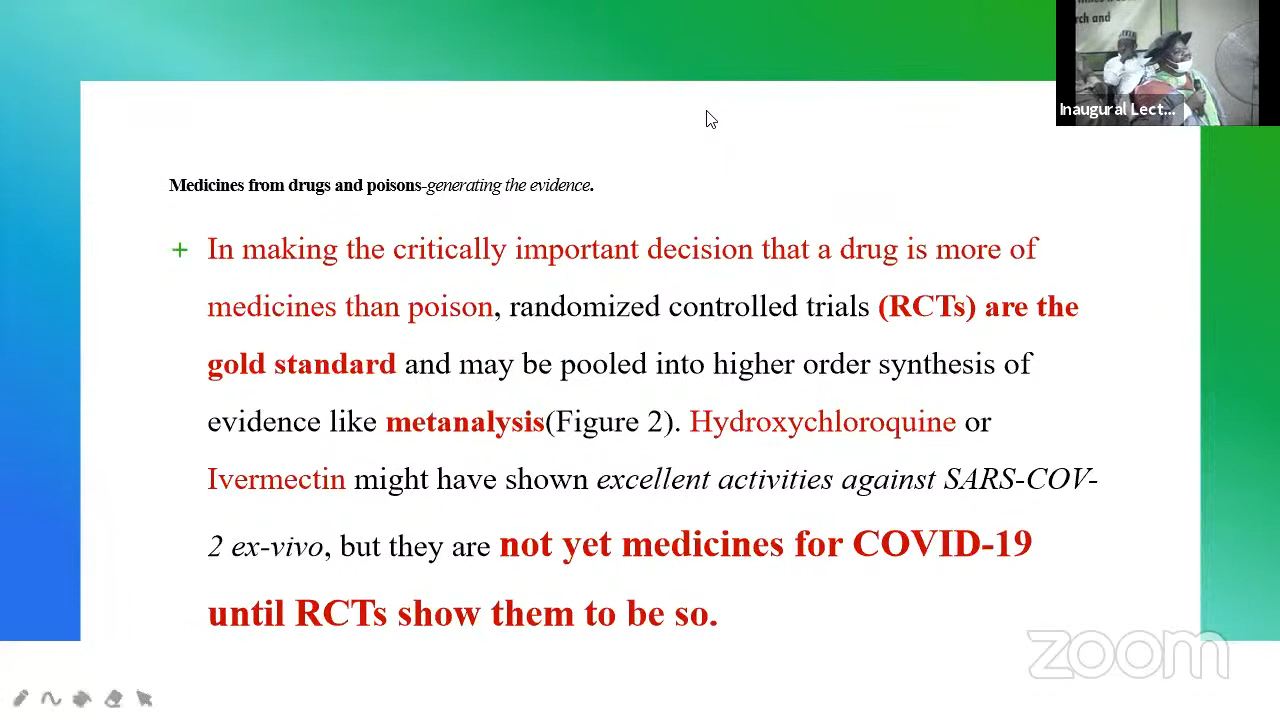 rch and
Inaugural Lect...
Medicines from drugs and poisons-generating the evidence.
+ In making the critically important decision that a drug is more of
medicines than poison, randomized controlled trials (RCTs) are the
gold standard and may be pooled into higher order synthesis of
evidence like metanalysis(Figure 2). Hydroxychloroquine or
Ivermectin might have shown excellent activities against SARS-COV-
2 ex-vivo, but they are not yet medicines for COVID-19
until RCTs show them to be so.
zoom